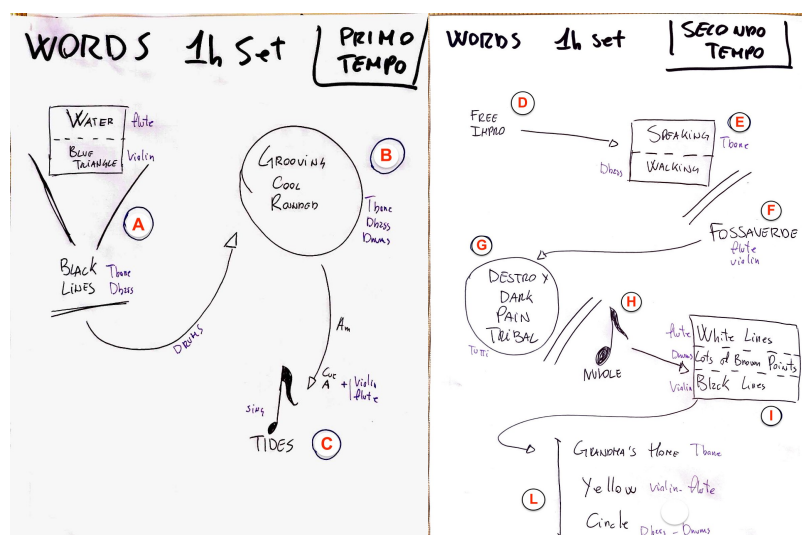 WORDS 1h Set
PRIMO
TEMPO
WATER flute
BLUE
TRIANGLE violin
A
BLACK
LINES Tbone
Dbass
DRUMS
B
GROOVING
COOL
ROUNDED
Tbone
Dbass
Drums
Am
Cue
A + violin
flute
sing
TIDES C
WORDS 1h set
SECONDO
TEMPO
D
FREE
IMPRO
E
SPEAKING Tbone
Dbass WALKING
F
FOSSAVERDE
flute
violin
G
DESTROY
DARK
PAIN
TRIBAL
Tutti
H
NUVOLE
flute White Lines
Drums Lots of Brown Points
Violin Black Lines
I
L
GRANDMA'S HOME Tbone
Yellow violin - flute
Circle Dbass - Drums